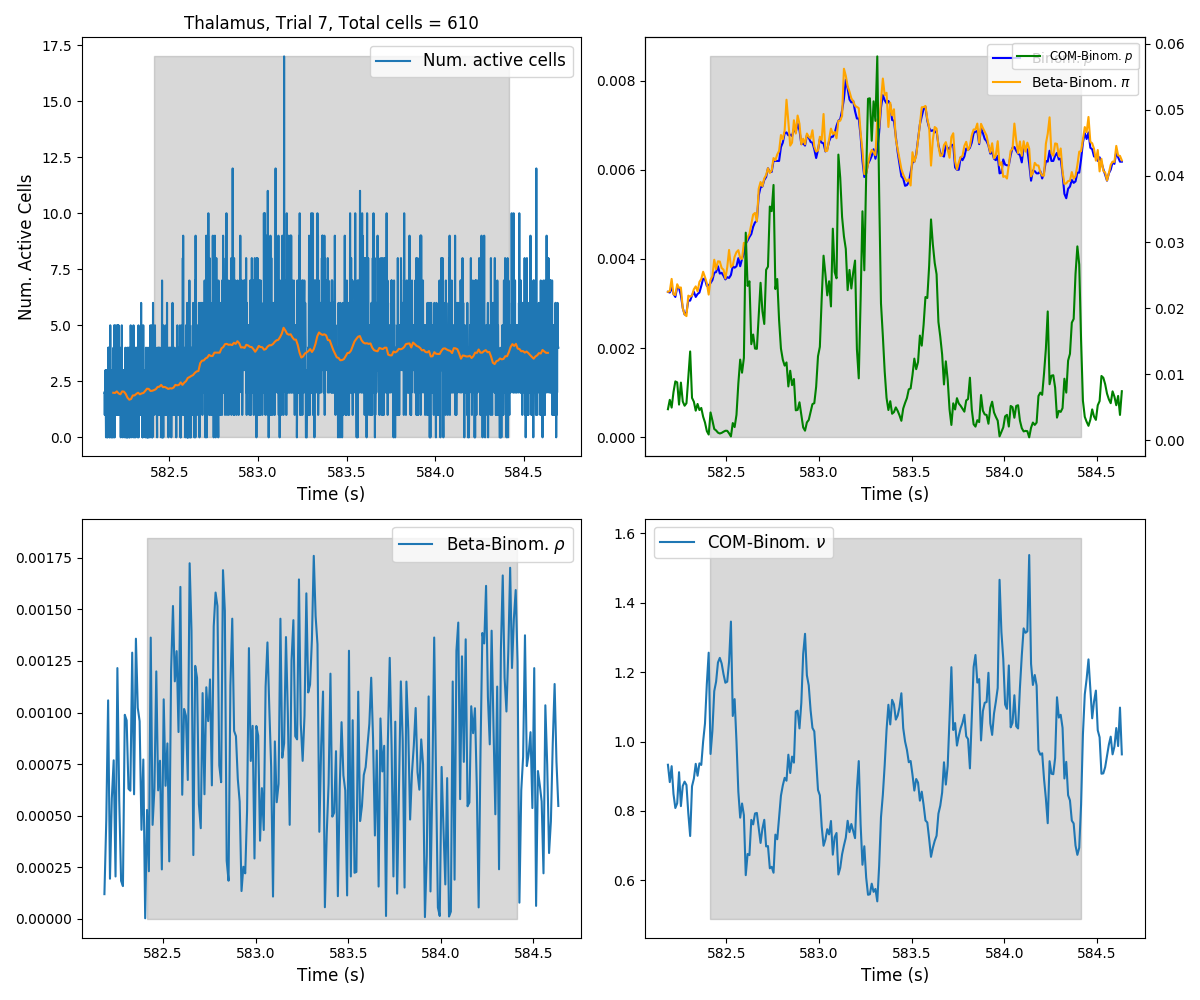 Thalamus, Trial 7, Total cells = 610
Num. active cells
17.5
15.0
12.5
10.0
7.5
5.0
2.5
0.0
Num. Active Cells
582.5 583.0 583.5 584.0 584.5
Time (s)
COM-Binom. p
Beta-Binom. π
0.008
0.006
0.004
0.002
0.000
0.06
0.05
0.04
0.03
0.02
0.01
0.00
582.5 583.0 583.5 584.0 584.5
Time (s)
Beta-Binom. ρ
0.00175
0.00150
0.00125
0.00100
0.00075
0.00050
0.00025
0.00000
582.5 583.0 583.5 584.0 584.5
Time (s)
COM-Binom. ν
1.6
1.4
1.2
1.0
0.8
0.6
582.5 583.0 583.5 584.0 584.5
Time (s)